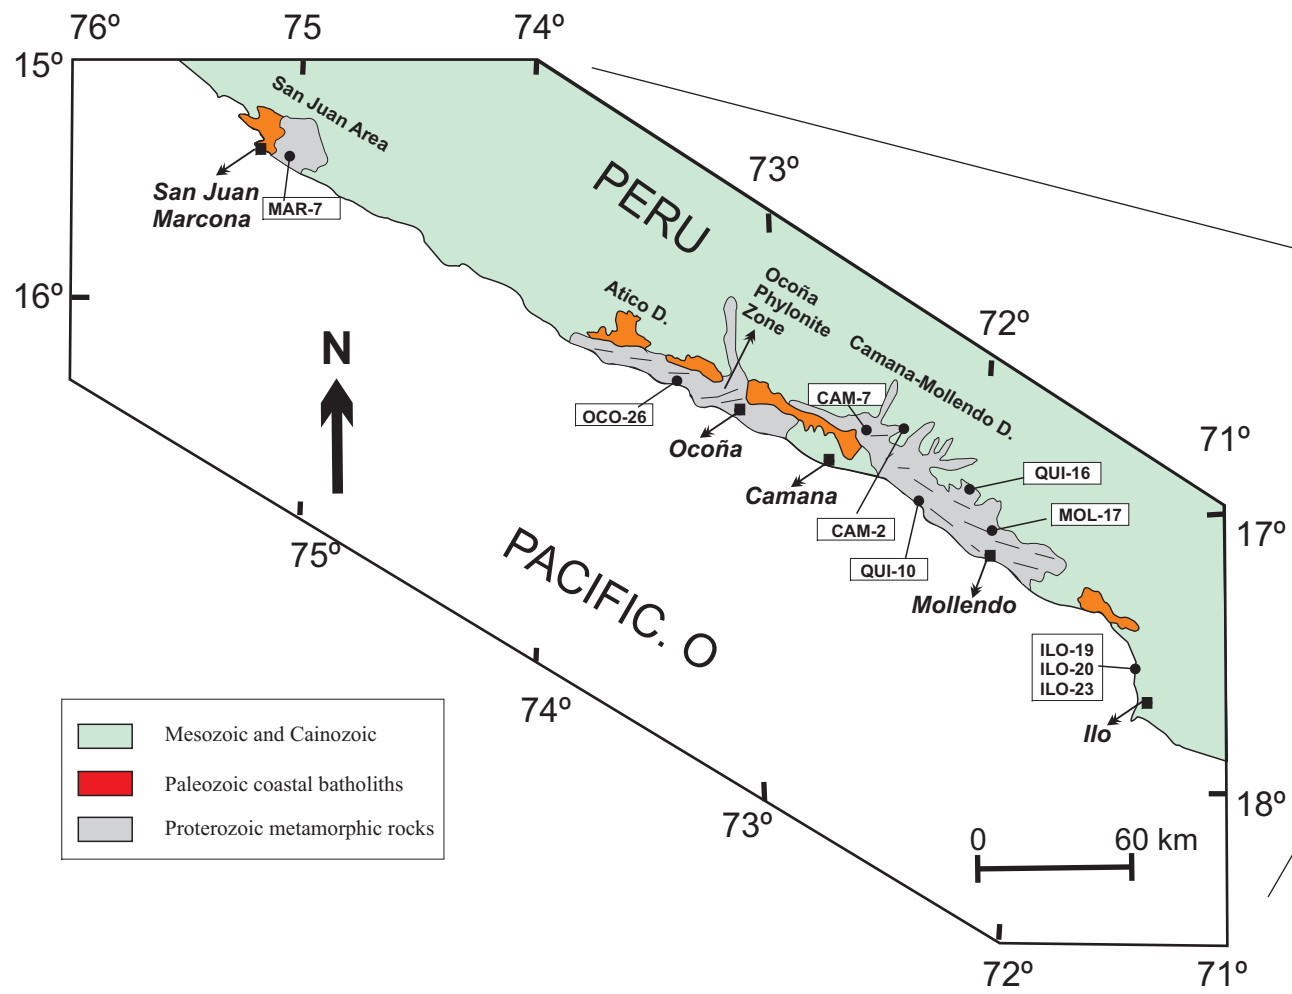 76º
75
74º
15º
San Juan Area
San Juan
Marcona
MAR-7
PERU
73º
16º
Atico D.
Ocoña
Phylonite
Zone
72º
Camana-Mollendo D.
N
OCO-26
CAM-7
Ocoña
71º
Camana
QUI-16
CAM-2
MOL-17
17º
75º
PACIFIC. O
QUI-10
Mollendo
ILO-19
ILO-20
ILO-23
74º
Ilo
Mesozoic and Cainozoic
Paleozoic coastal batholiths
Proterozoic metamorphic rocks
73º
18º
0
60 km
72º
71º